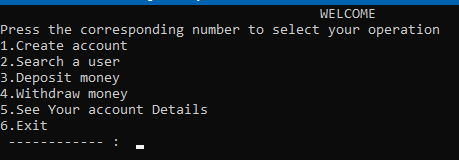 WELCOME
Press the corresponding number to select your operation
1.Create account
2.Search a user
3.Deposit money
4.Withdraw money
5.See Your account Details
6.Exit
------------ :